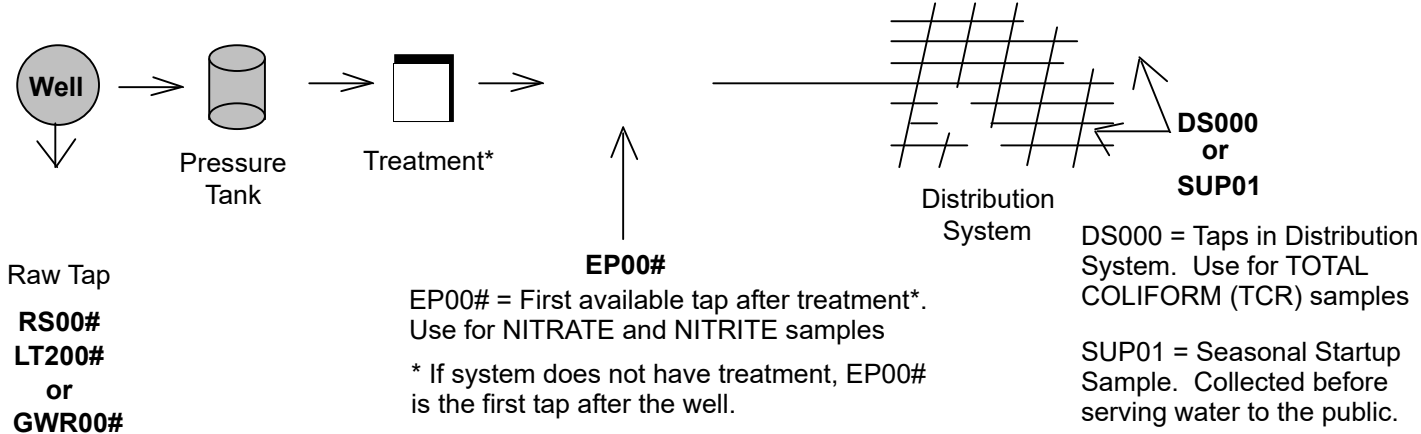 Well
Pressure
Tank
Treatment*
Distribution
System
DS000
or
SUP01
Raw Tap
RS00#
LT200#
or
GWR00#
EP00#
EP00# = First available tap after treatment*.
Use for NITRATE and NITRITE samples
* If system does not have treatment, EP00#
is the first tap after the well.
DS000 = Taps in Distribution
System.  Use for TOTAL
COLIFORM (TCR) samples
SUP01 = Seasonal Startup
Sample.  Collected before
serving water to the public.